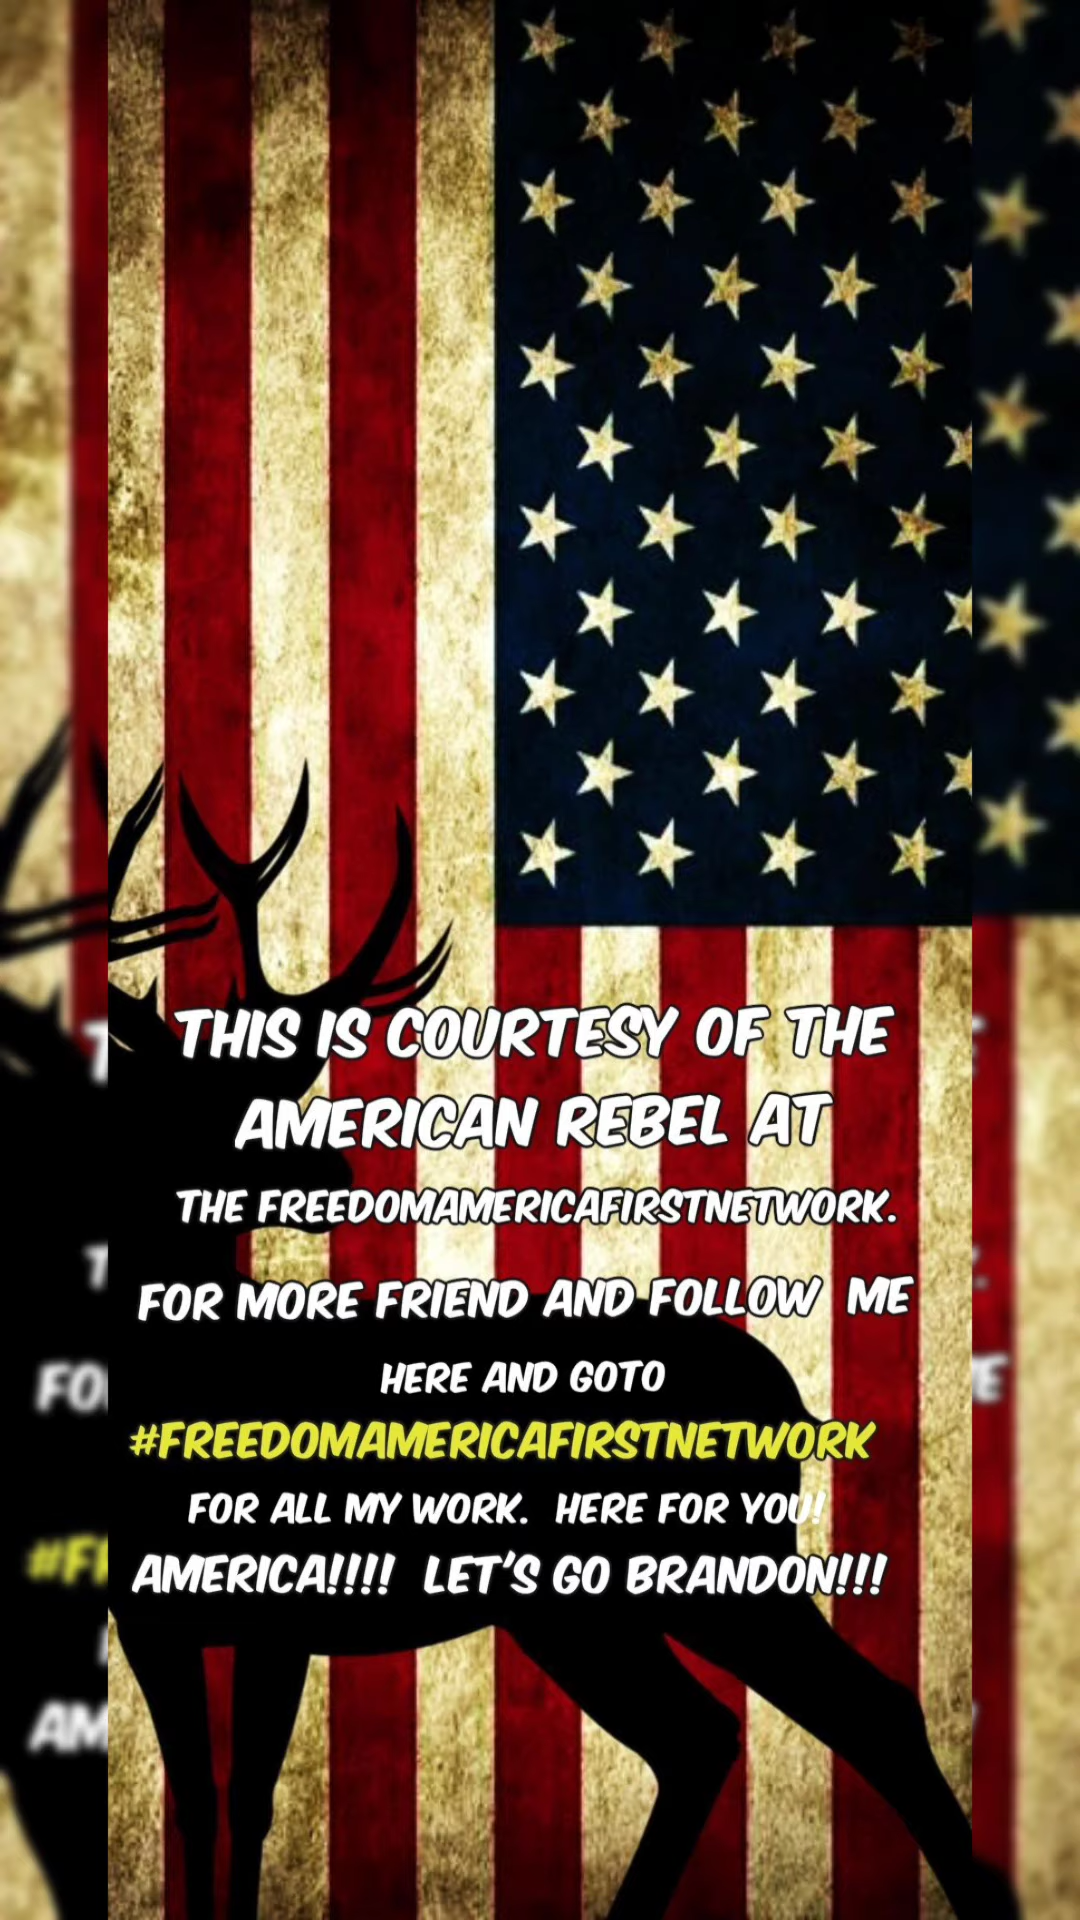 THIS IS COURTESY OF THE
AMERICAN REBEL AT
THE FREEDOMAMERICAFIRSTNETWORK.
FOR MORE FRIEND AND FOLLOW ME
HERE AND GOTO
#FREEDOMAMERICAFIRSTNETWORK
FOR ALL MY WORK. HERE FOR YOU!
AMERICA!!!! LET'S GO BRANDON!!!